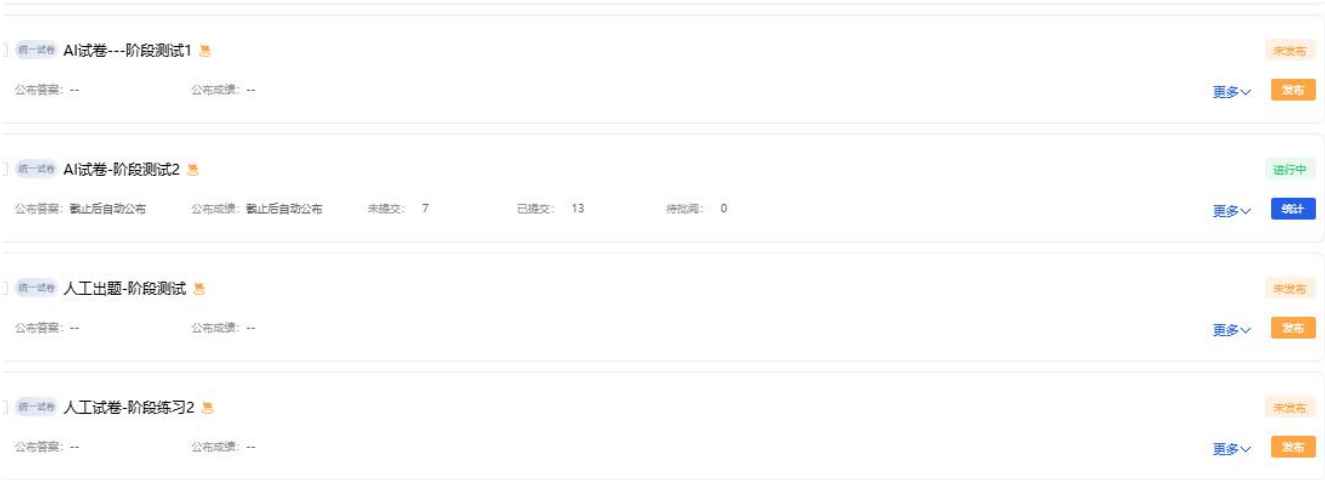 统一试卷 AI试卷---阶段测试1 未发布
公布答案: -- 公布成绩: -- 更多 发布
统一试卷 AI试卷-阶段测试2 进行中
公布答案: 截止后自动公布 公布成绩: 截止后自动公布 未提交: 7 已提交: 13 待批阅: 0 更多 统计
统一试卷 人工出题-阶段测试 未发布
公布答案: -- 公布成绩: -- 更多 发布
统一试卷 人工试卷-阶段练习2 未发布
公布答案: -- 公布成绩: -- 更多 发布